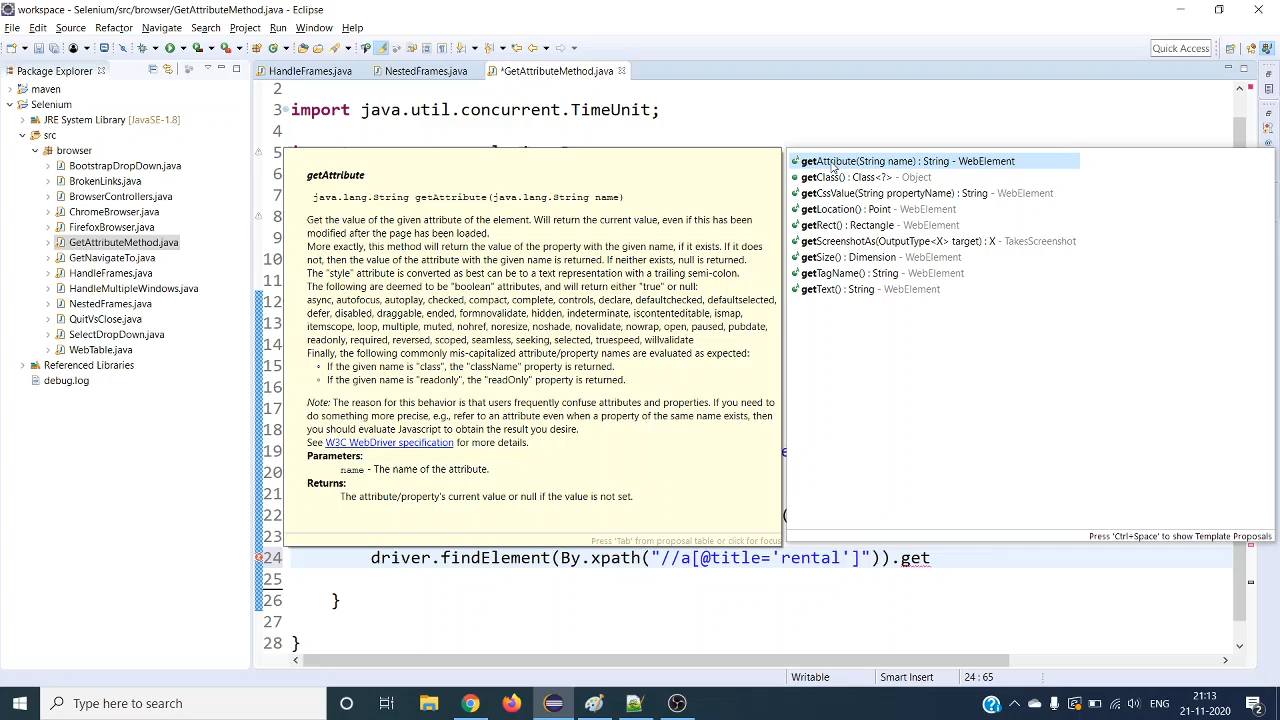 workspace - Selenium/src/browser/GetAttributeMethod.java - Eclipse
File Edit Source Refactor Navigate Search Project Run Window Help
Quick Access
Package Explorer
HandleFrames.java
NestedFrames.java
*GetAttributeMethod.java
maven
Selenium
JRE System Library [JavaSE-1.8]
src
browser
BootstrapDropDown.java
BrokenLinks.java
BrowserControllers.java
ChromeBrowser.java
FirefoxBrowser.java
GetAttributeMethod.java
GetNavigateTo.java
HandleFrames.java
HandleMultipleWindows.java
NestedFrames.java
QuitVsClose.java
SelectDropDown.java
WebTable.java
Referenced Libraries
debug.log
2
3 import java.util.concurrent.TimeUnit;
4
5
6
7
8
9
10
11
12
13
14
15
16
17
18
19
20
21
22
23
24 driver.findElement(By.xpath("//a[@title='rental']")).get
25
26 }
27
28 }
getAttribute
java.lang.String getAttribute(java.lang.String name)
Get the value of the given attribute of the element. Will return the current value, even if this has been
modified after the page has been loaded.
More exactly, this method will return the value of the property with the given name, if it exists. If it does
not, then the value of the attribute with the given name is returned. If neither exists, null is returned.
The "style" attribute is converted as best can be to a text representation with a trailing semi-colon.
The following are deemed to be "boolean" attributes, and will return either "true" or null:
async, autofocus, autoplay, checked, compact, complete, controls, declare, defaultchecked, defaultselected,
defer, disabled, draggable, ended, formnovalidate, hidden, indeterminate, iscontenteditable, ismap,
itemscope, loop, multiple, muted, nohref, noresize, noshade, novalidate, nowrap, open, paused, pubdate,
readonly, required, reversed, scoped, seamless, seeking, selected, truespeed, willvalidate
Finally, the following commonly mis-capitalized attribute/property names are evaluated as expected:
◦ If the given name is "class", the "className" property is returned.
◦ If the given name is "readonly", the "readOnly" property is returned.
Note: The reason for this behavior is that users frequently confuse attributes and properties. If you need to
do something more precise, e.g., refer to an attribute even when a property of the same name exists, then
you should evaluate Javascript to obtain the result you desire.
See W3C WebDriver specification for more details.
Parameters:
name - The name of the attribute.
Returns:
The attribute/property's current value or null if the value is not set.
Press 'Tab' from proposal table or click for focus
getAttribute(String name) : String - WebElement
getClass() : Class<?> - Object
getCssValue(String propertyName) : String - WebElement
getLocation() : Point - WebElement
getRect() : Rectangle - WebElement
getScreenshotAs(OutputType<X> target) : X - TakesScreenshot
getSize() : Dimension - WebElement
getTagName() : String - WebElement
getText() : String - WebElement
Press 'Ctrl+Space' to show Template Proposals
Writable
Smart Insert
24 : 65
Type here to search
ENG
21:13
21-11-2020
2